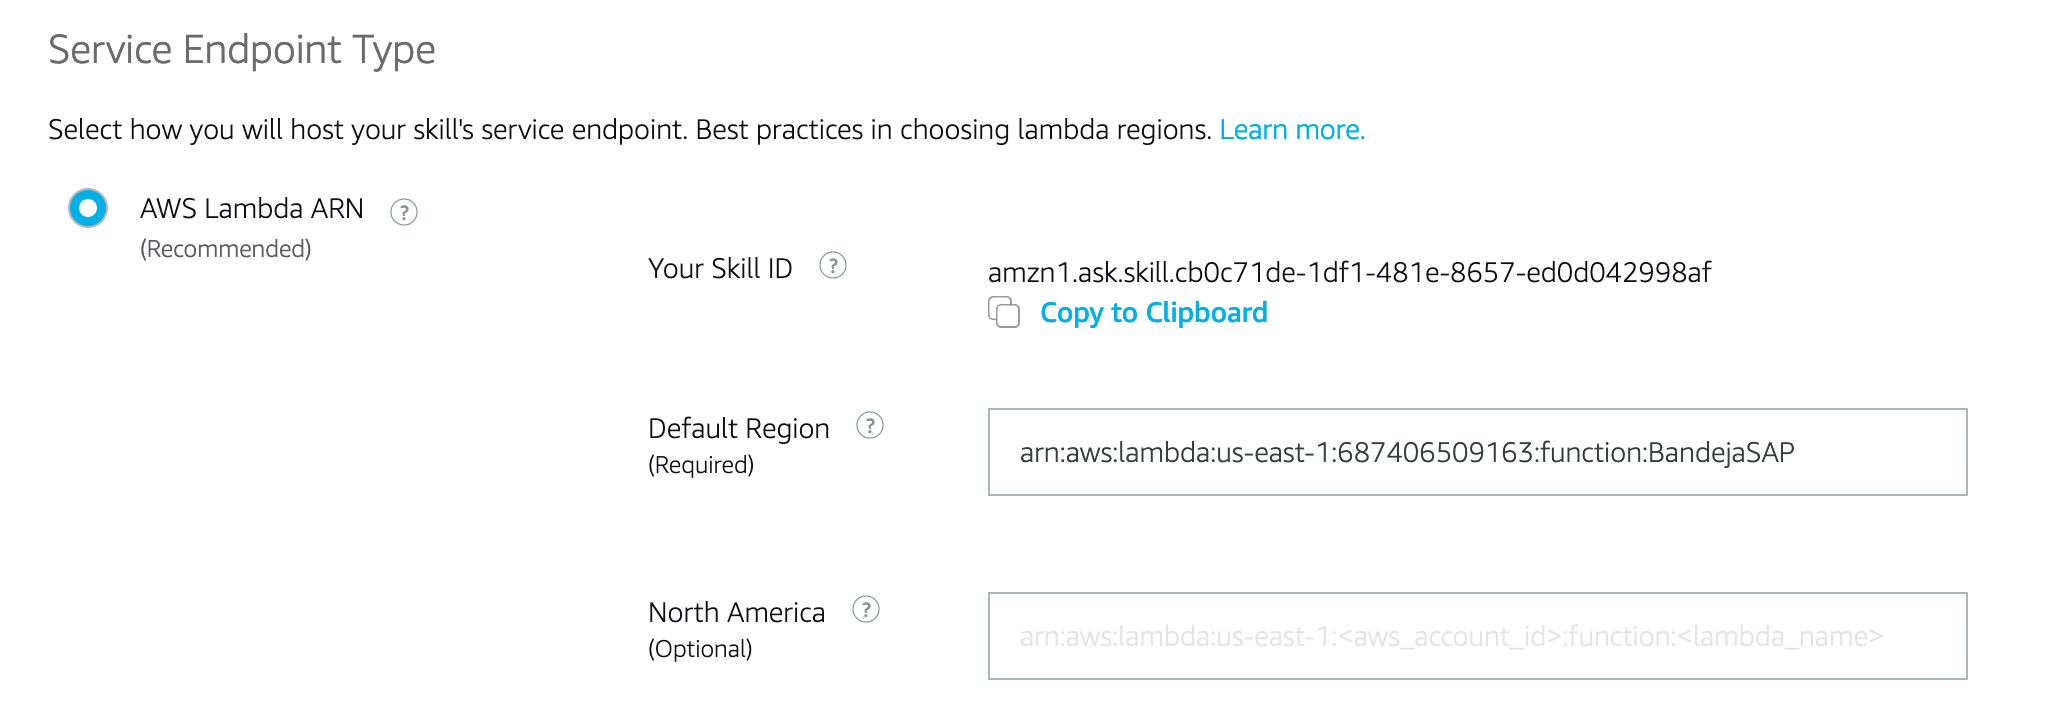 Service Endpoint Type
Select how you will host your skill's service endpoint. Best practices in choosing lambda regions. Learn more.
AWS Lambda ARN ?
(Recommended)
Your Skill ID ?
amzn1.ask.skill.cb0c71de-1df1-481e-8657-ed0d042998af
Copy to Clipboard
Default Region ?
(Required)
arn:aws:lambda:us-east-1:687406509163:function:BandejaSAP
North America ?
(Optional)
arn:aws:lambda:us-east-1:<aws_account_id>:function:<lambda_name>